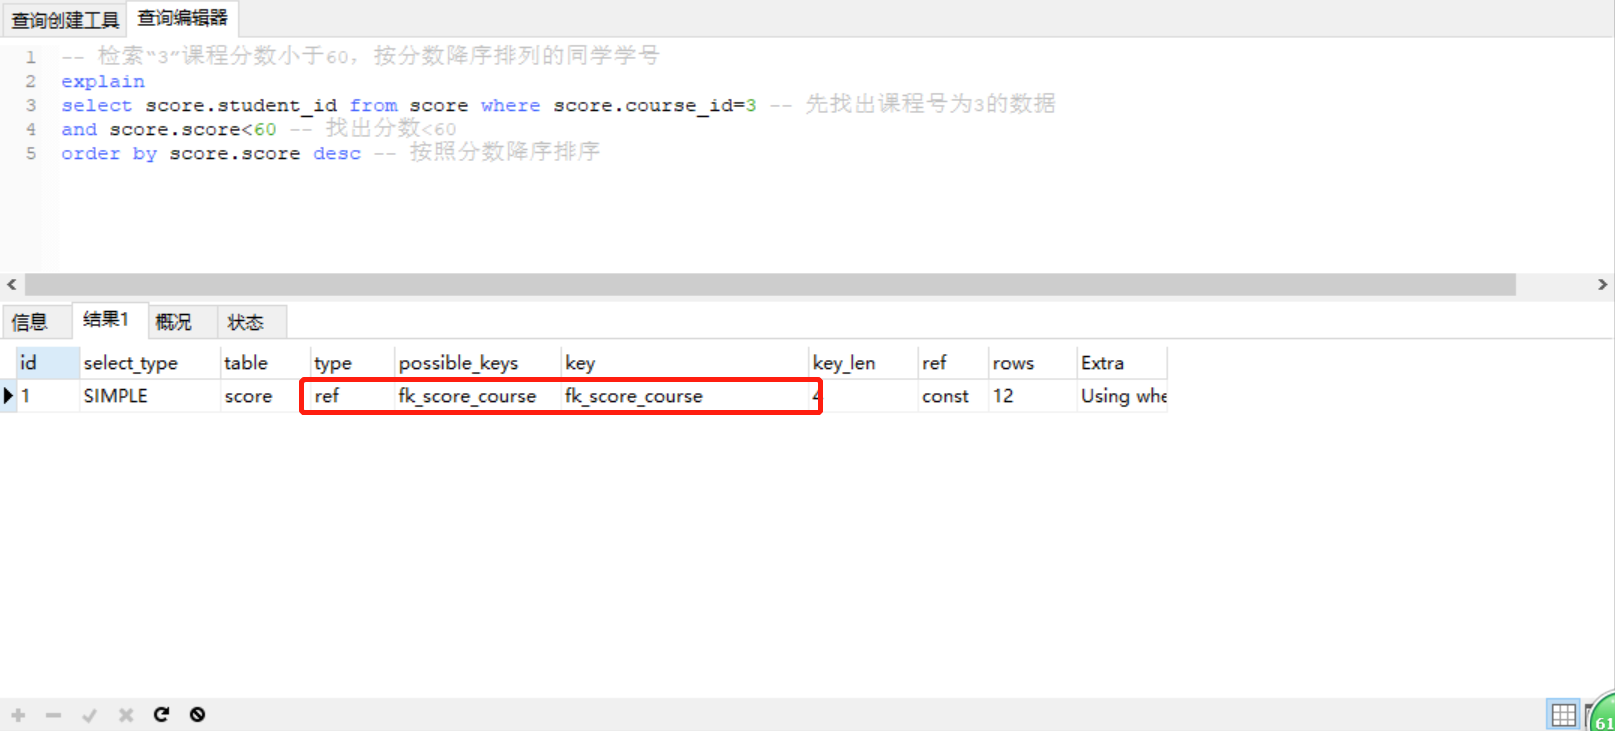 查询创建工具 查询编辑器
1 -- 检索“3”课程分数小于60，按分数降序排列的同学学号
2 explain
3 select score.student_id from score where score.course_id=3 -- 先找出课程号为3的数据
4 and score.score<60 -- 找出分数<60
5 order by score.score desc -- 按照分数降序排序
信息 结果1 概况 状态
id select_type table type possible_keys key key_len ref rows Extra
1 SIMPLE score ref fk_score_course fk_score_course 4 const 12 Using whe
61